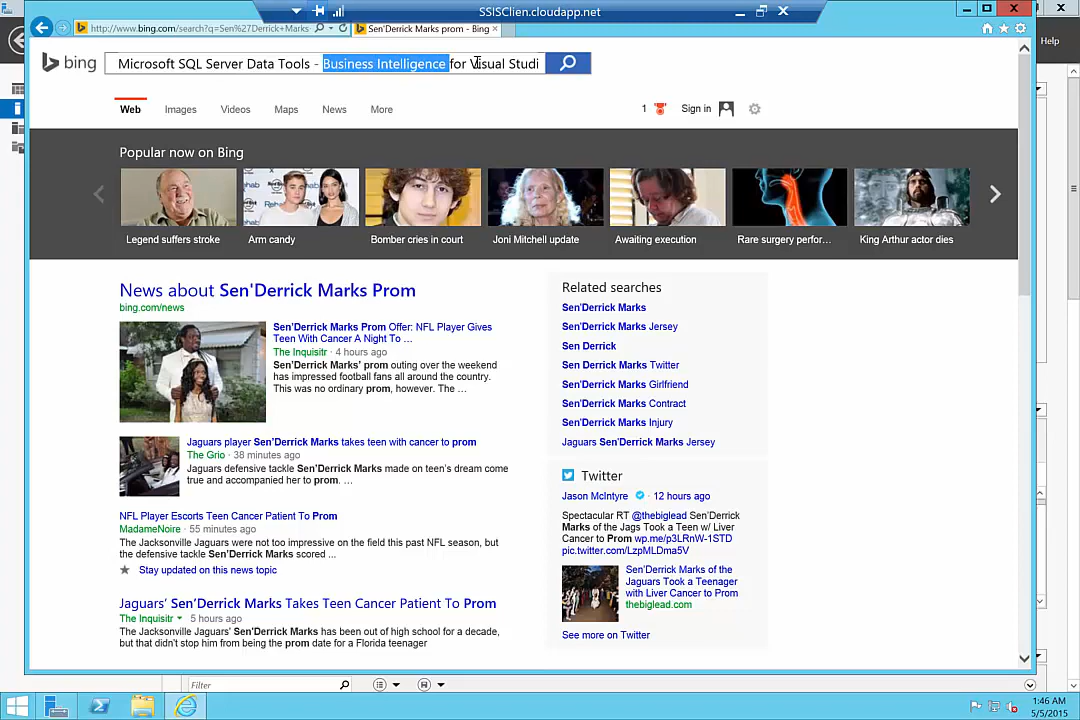 SSISClien.cloudapp.net
http://www.bing.com/search?q=Sen%27Derrick+Marks
Sen'Derrick Marks prom - Bing
Help
bing
Microsoft SQL Server Data Tools - Business Intelligence for Visual Studi
Web Images Videos Maps News More
1 Sign in
Popular now on Bing
Legend suffers stroke
Arm candy
Bomber cries in court
Joni Mitchell update
Awaiting execution
Rare surgery perfor...
King Arthur actor dies
News about Sen'Derrick Marks Prom
bing.com/news
Sen'Derrick Marks Prom Offer: NFL Player Gives
Teen With Cancer A Night To ...
The Inquisitr · 4 hours ago
Sen'Derrick Marks' prom outing over the weekend
has impressed football fans all around the country.
This was no ordinary prom, however. The ...
Jaguars player Sen'Derrick Marks takes teen with cancer to prom
The Grio · 38 minutes ago
Jaguars defensive tackle Sen'Derrick Marks made on teen's dream come
true and accompanied her to prom. ...
NFL Player Escorts Teen Cancer Patient To Prom
MadameNoire · 55 minutes ago
The Jacksonville Jaguars were not too impressive on the field this past NFL season, but
the defensive tackle Sen'Derrick Marks scored ...
Stay updated on this news topic
Jaguars' Sen'Derrick Marks Takes Teen Cancer Patient To Prom
The Inquisitr · 5 hours ago
The Jacksonville Jaguars' Sen'Derrick Marks has been out of high school for a decade,
but that didn't stop him from being the prom date for a Florida teenager
Related searches
Sen'Derrick Marks
Sen'Derrick Marks Jersey
Sen Derrick
Sen Derrick Marks Twitter
Sen'Derrick Marks Girlfriend
Sen'Derrick Marks Contract
Sen'Derrick Marks Injury
Jaguars Sen'Derrick Marks Jersey
Twitter
Jason McIntyre · 12 hours ago
Spectacular RT @thebiglead Sen'Derrick
Marks of the Jags Took a Teen w/ Liver
Cancer to Prom wp.me/p3LRnW-1STD
pic.twitter.com/LzpMLDma5V
Sen'Derrick Marks of the
Jaguars Took a Teenager
with Liver Cancer to Prom
thebiglead.com
See more on Twitter
Filter
1:46 AM
5/5/2015